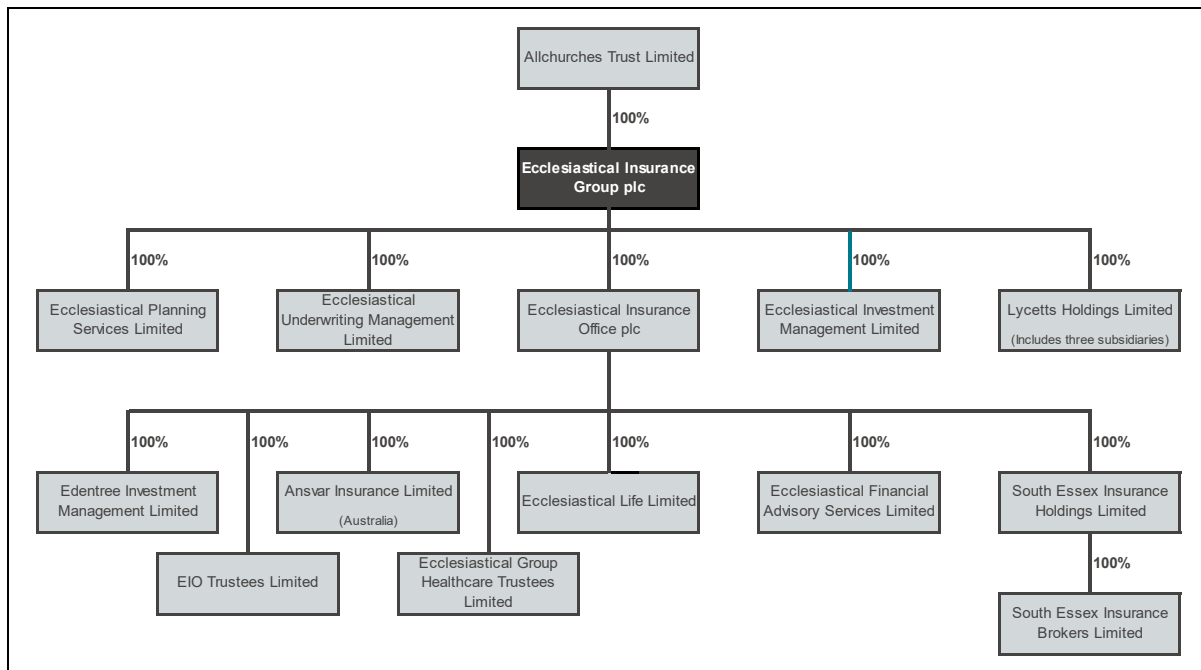 Allchurches Trust Limited
100%
Ecclesiastical Insurance
Group plc
100%
100%
100%
100%
100%
Ecclesiastical Planning
Services Limited
Ecclesiastical
Underwriting Management
Limited
Ecclesiastical Insurance
Office plc
Ecclesiastical Investment
Management Limited
Lycetts Holdings Limited
(Includes three subsidiaries)
100%
100%
100%
100%
100%
100%
100%
Edentree Investment
Management Limited
Ansvar Insurance Limited
(Australia)
Ecclesiastical Life Limited
Ecclesiastical Financial
Advisory Services Limited
South Essex Insurance
Holdings Limited
EIO Trustees Limited
Ecclesiastical Group
Healthcare Trustees
Limited
100%
South Essex Insurance
Brokers Limited